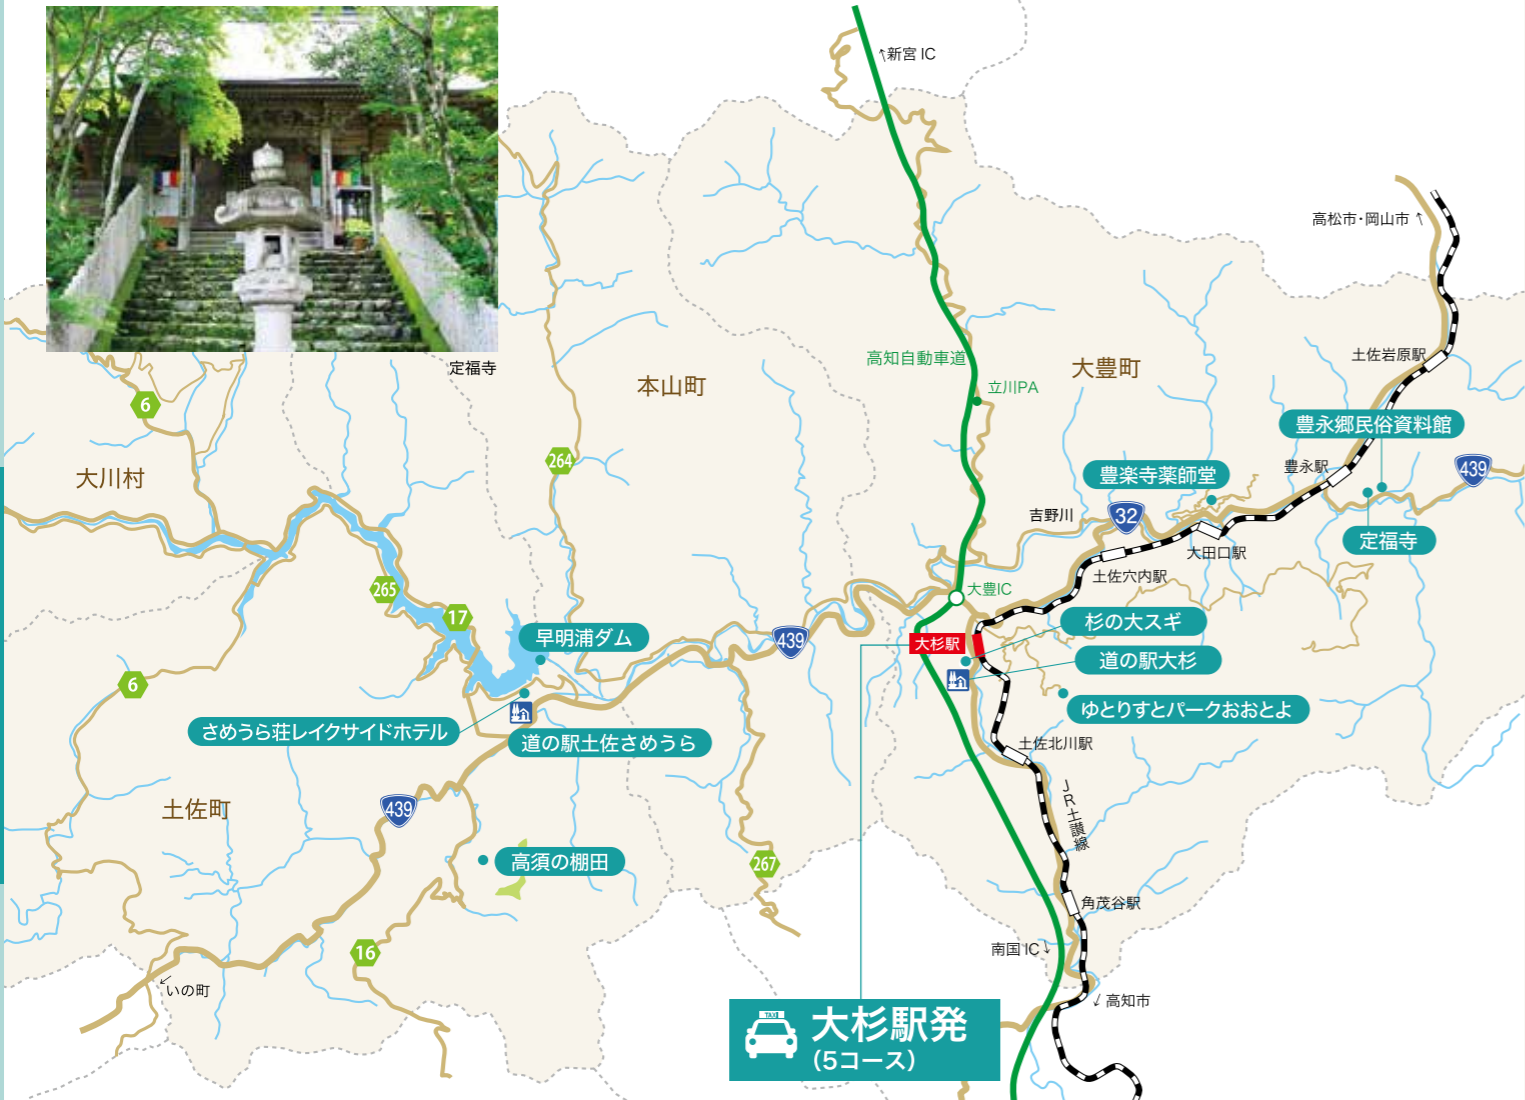 ↑新宮 IC
高松市・岡山市↑
土佐岩原駅
高知自動車道
大豊町
定福寺
本山町
立川PA
6
豊永郷民俗資料館
264
豊永駅
439
大川村
豊楽寺薬師堂
吉野川
32
定福寺
大田口駅
土佐穴内駅
265
大豊IC
17
杉の大スギ
早明浦ダム
439
大杉駅
道の駅大杉
6
ゆとりすとパークおおとよ
さめうら荘レイクサイドホテル
道の駅土佐さめうら
土佐北川駅
土佐町
439
JR土讃線
高須の棚田
267
角茂谷駅
16
南国 IC↓
↙いの町
↓高知市
TAXI
大杉駅発
(5コース)